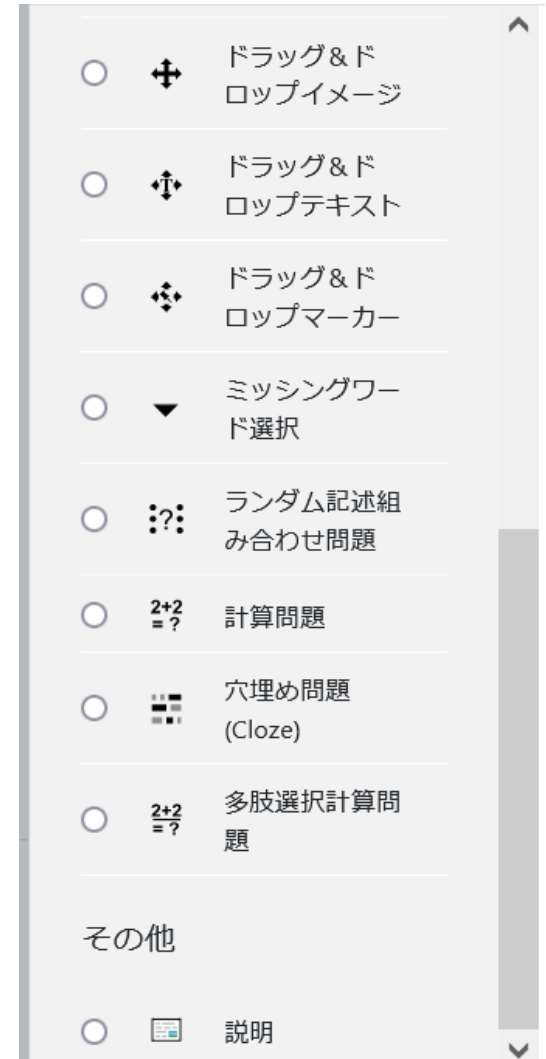 ドラッグ＆ド
ロップイメージ
ドラッグ＆ド
ロップテキスト
ドラッグ＆ド
ロップマーカー
ミッシングワー
ド選択
ランダム記述組
み合わせ問題
2+2
= ?
計算問題
穴埋め問題
(Cloze)
2+2
= ?
多肢選択計算問
題
その他
説明